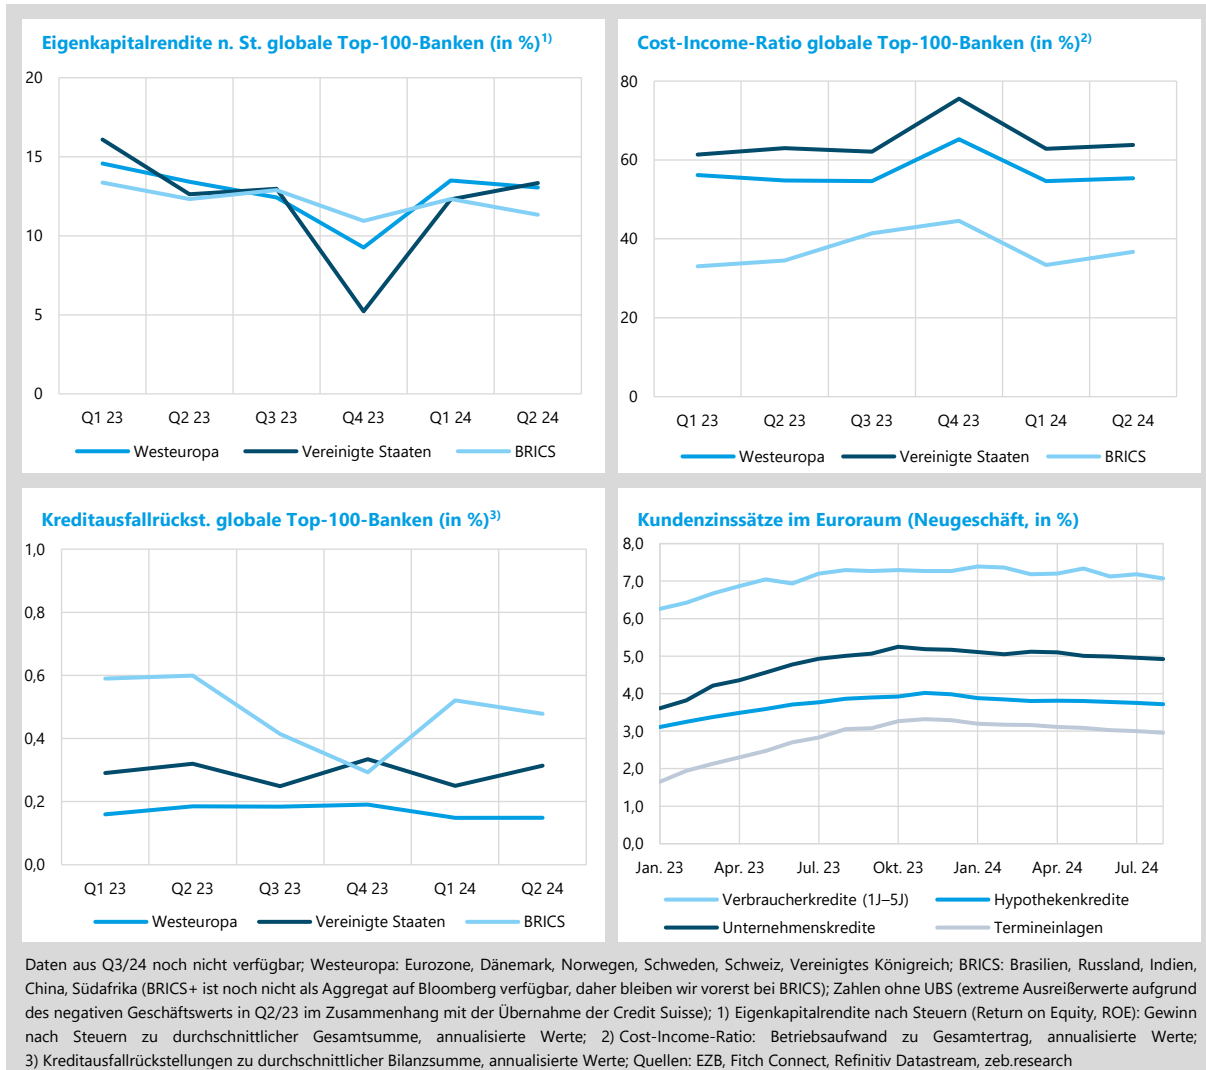 Eigenkapitalrendite n. St. globale Top-100-Banken (in %)1)
20
15
10
5
0
Q1 23 Q2 23 Q3 23 Q4 23 Q1 24 Q2 24
Westeuropa Vereinigte Staaten BRICS
Cost-Income-Ratio globale Top-100-Banken (in %)2)
80
60
40
20
0
Q1 23 Q2 23 Q3 23 Q4 23 Q1 24 Q2 24
Westeuropa Vereinigte Staaten BRICS
Kreditausfallrückst. globale Top-100-Banken (in %)3)
1,0
0,8
0,6
0,4
0,2
0,0
Q1 23 Q2 23 Q3 23 Q4 23 Q1 24 Q2 24
Westeuropa Vereinigte Staaten BRICS
Kundenzinssätze im Euroraum (Neugeschäft, in %)
8,0
7,0
6,0
5,0
4,0
3,0
2,0
1,0
0,0
Jan. 23 Apr. 23 Jul. 23 Okt. 23 Jan. 24 Apr. 24 Jul. 24
Verbraucherkredite (1J–5J) Hypothekenkredite
Unternehmenskredite Termineinlagen
Daten aus Q3/24 noch nicht verfügbar; Westeuropa: Eurozone, Dänemark, Norwegen, Schweden, Schweiz, Vereinigtes Königreich; BRICS: Brasilien, Russland, Indien,
China, Südafrika (BRICS+ ist noch nicht als Aggregat auf Bloomberg verfügbar, daher bleiben wir vorerst bei BRICS); Zahlen ohne UBS (extreme Ausreißerwerte aufgrund
des negativen Geschäftswerts in Q2/23 im Zusammenhang mit der Übernahme der Credit Suisse); 1) Eigenkapitalrendite nach Steuern (Return on Equity, ROE): Gewinn
nach Steuern zu durchschnittlicher Gesamtsumme, annualisierte Werte; 2) Cost-Income-Ratio: Betriebsaufwand zu Gesamtertrag, annualisierte Werte;
3) Kreditausfallrückstellungen zu durchschnittlicher Bilanzsumme, annualisierte Werte; Quellen: EZB, Fitch Connect, Refinitiv Datastream, zeb.research